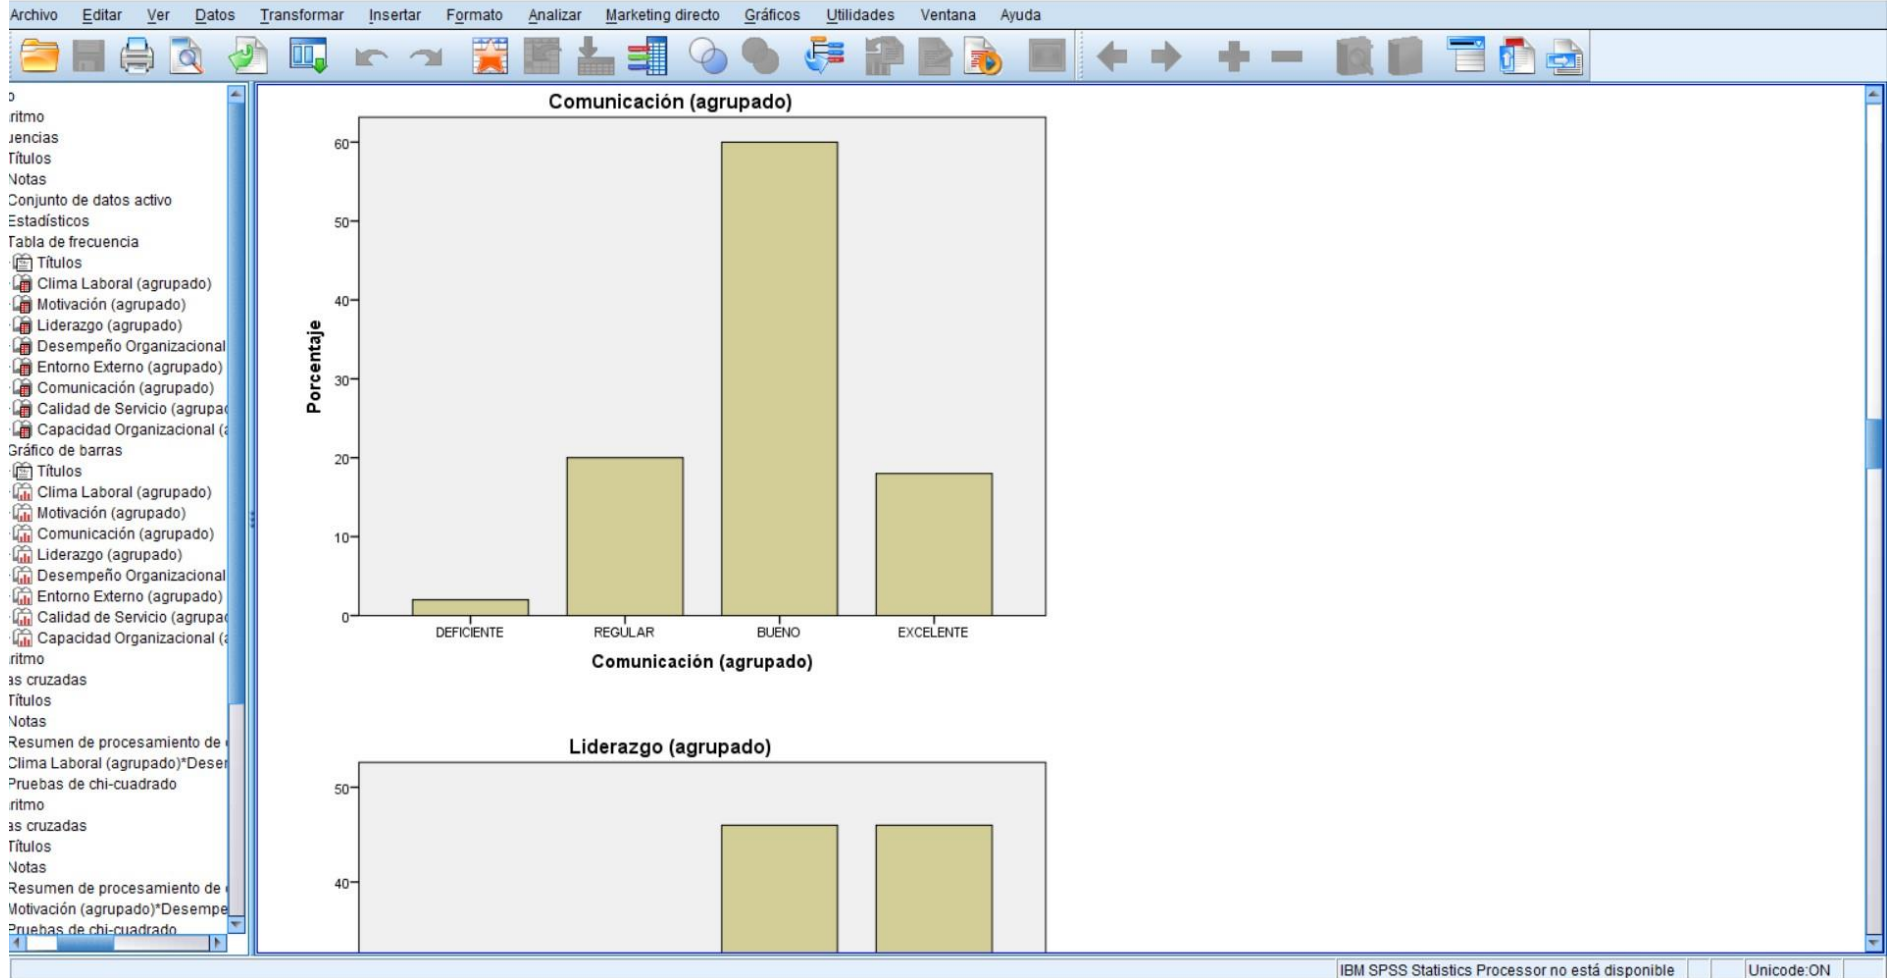 Archivo Editar Ver Datos Transformar Insertar Formato Analizar Marketing directo Gráficos Utilidades Ventana Ayuda
o
ritmo
uencias
Títulos
Notas
Conjunto de datos activo
Estadísticos
Tabla de frecuencia
Títulos
Clima Laboral (agrupado)
Motivación (agrupado)
Liderazgo (agrupado)
Desempeño Organizacional
Entorno Externo (agrupado)
Comunicación (agrupado)
Calidad de Servicio (agrupad
Capacidad Organizacional (a
Gráfico de barras
Títulos
Clima Laboral (agrupado)
Motivación (agrupado)
Comunicación (agrupado)
Liderazgo (agrupado)
Desempeño Organizacional
Entorno Externo (agrupado)
Calidad de Servicio (agrupad
Capacidad Organizacional (a
ritmo
as cruzadas
Títulos
Notas
Resumen de procesamiento de
Clima Laboral (agrupado)*Deser
Pruebas de chi-cuadrado
ritmo
as cruzadas
Títulos
Notas
Resumen de procesamiento de
Motivación (agrupado)*Desempe
Pruebas de chi-cuadrado
Comunicación (agrupado)
Porcentaje
60
50
40
30
20
10
0
DEFICIENTE REGULAR BUENO EXCELENTE
Comunicación (agrupado)
Liderazgo (agrupado)
50
40
IBM SPSS Statistics Processor no está disponible Unicode:ON